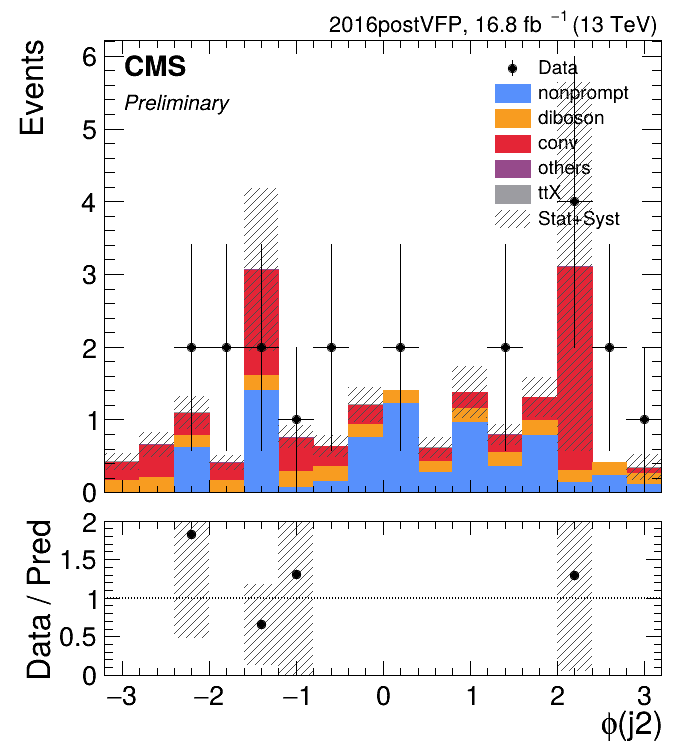 2016postVFP, 16.8 fb⁻¹ (13 TeV)
CMS
Preliminary
Events
6
5
4
3
2
1
0
Data
nonprompt
diboson
conv
others
ttX
Stat+Syst
Data / Pred
2
1.5
1
0.5
0
−3 −2 −1 0 1 2 3
ϕ(j2)